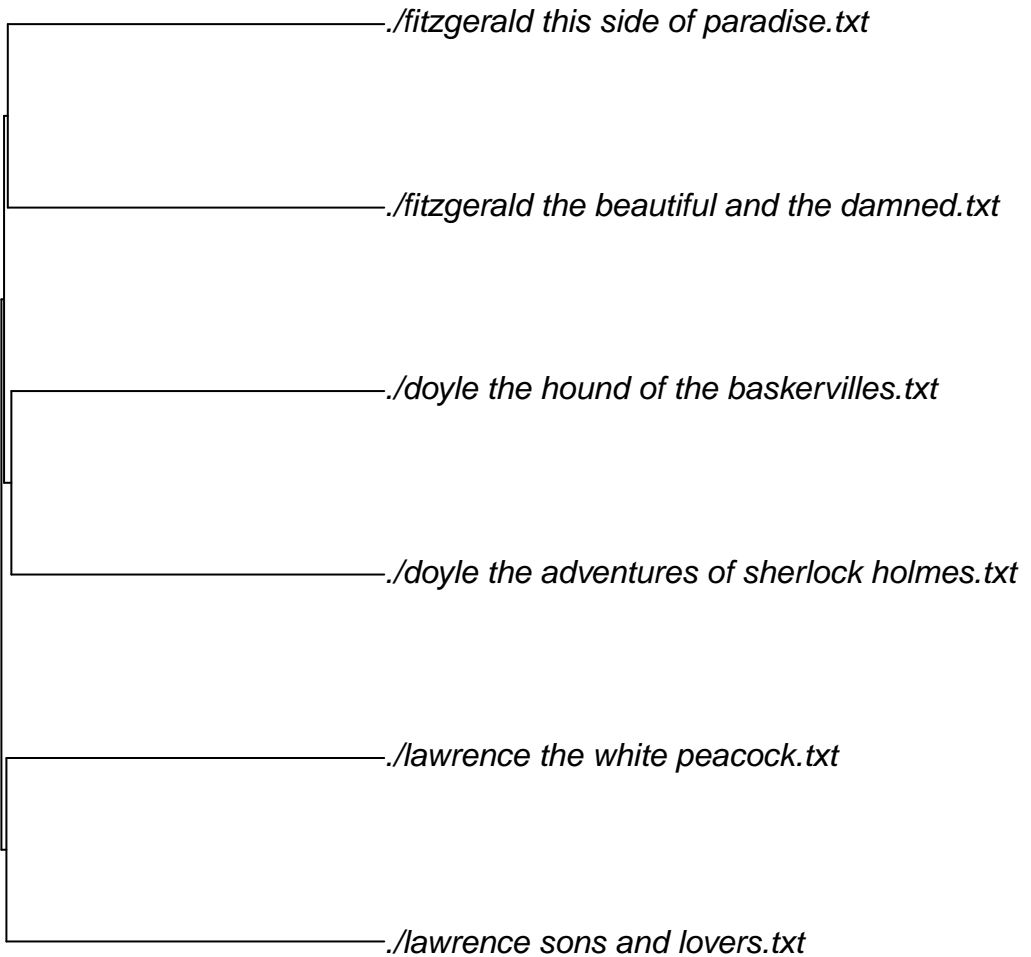 ./fitzgerald this side of paradise.txt
./fitzgerald the beautiful and the damned.txt
./doyle the hound of the baskervilles.txt
./doyle the adventures of sherlock holmes.txt
./lawrence the white peacock.txt
./lawrence sons and lovers.txt